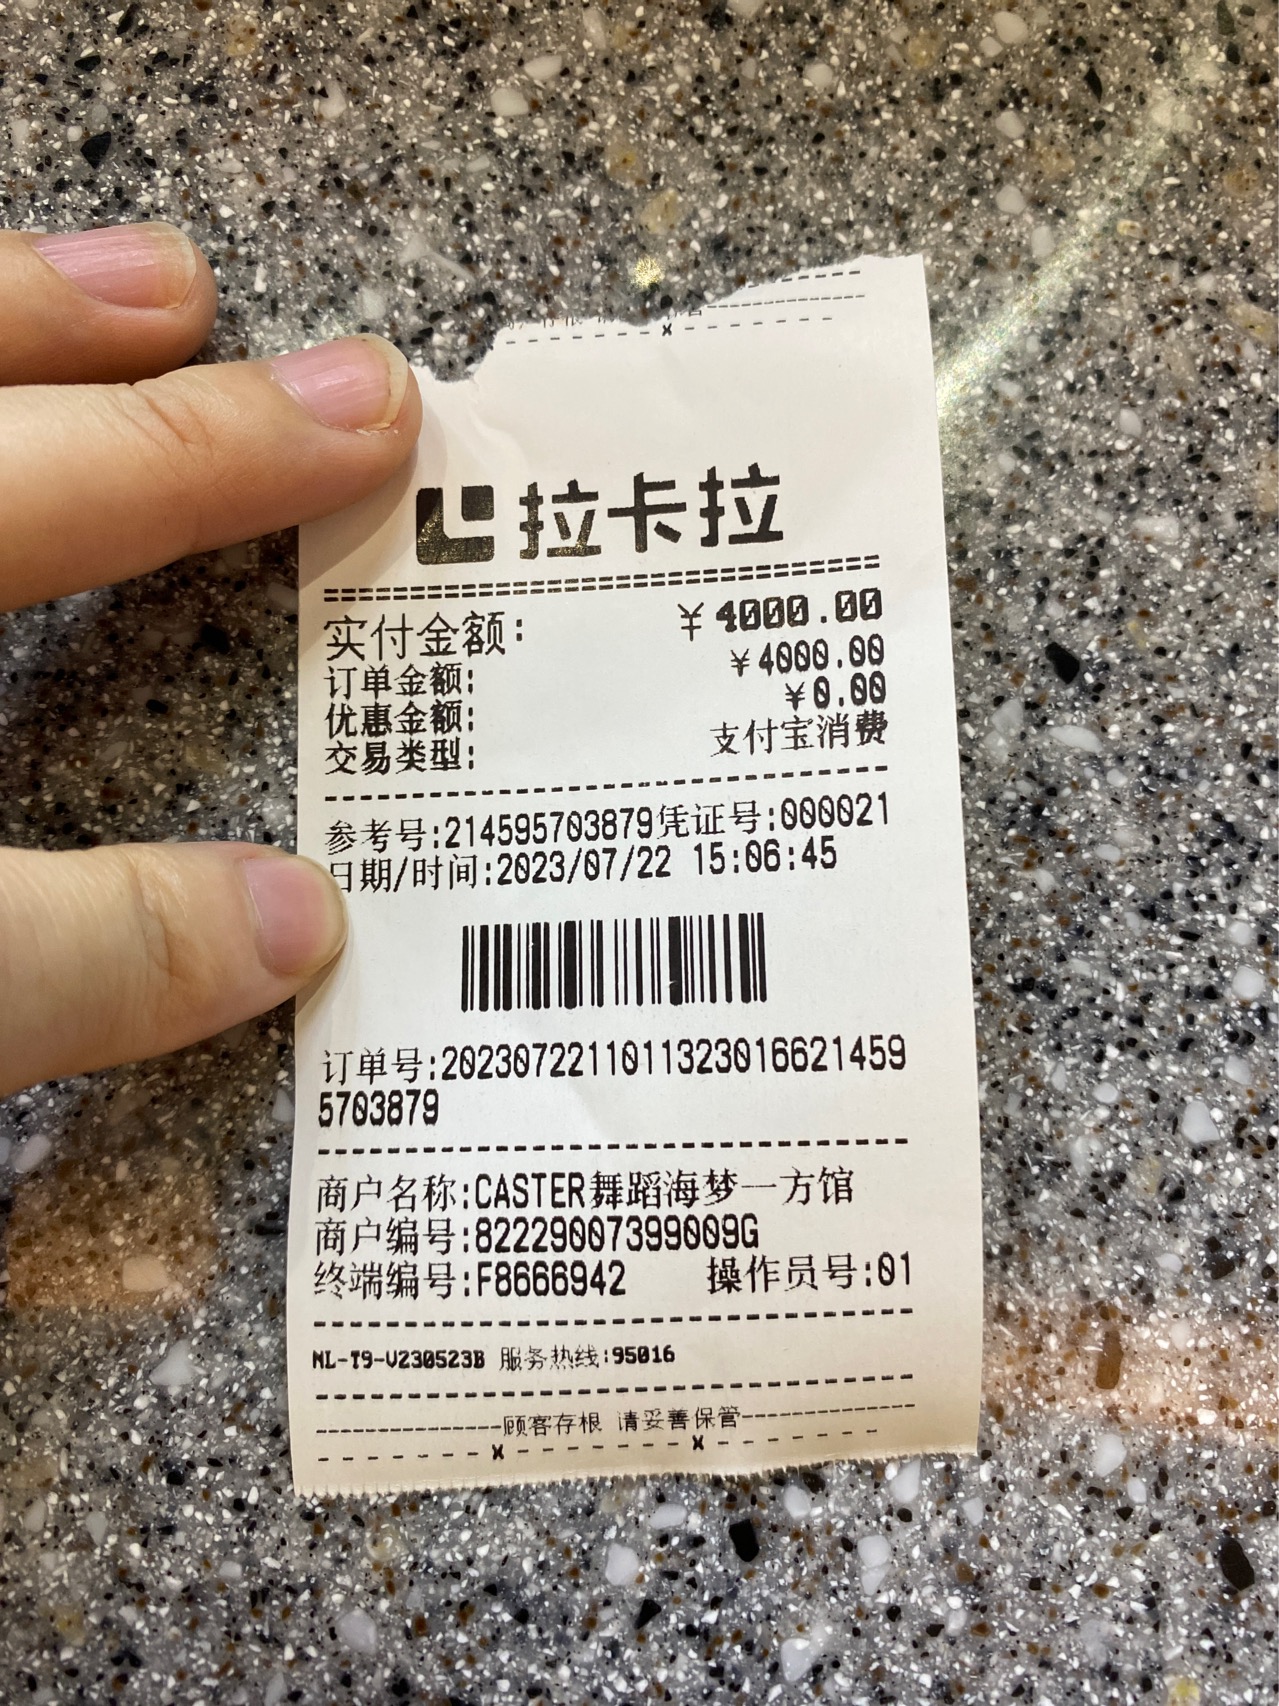 拉卡拉
实付金额: ￥4000.00
订单金额: ￥4000.00
优惠金额: ￥0.00
交易类型: 支付宝消费
参考号:214595703879凭证号:000021
日期/时间:2023/07/22 15:06:45
订单号:2023072211011323016621459
5703879
商户名称:CASTER舞蹈海梦一方馆
商户编号:82229007399009G
终端编号:F8666942 操作员号:01
NL-T9-V230523B 服务热线:95016
顾客存根 请妥善保管